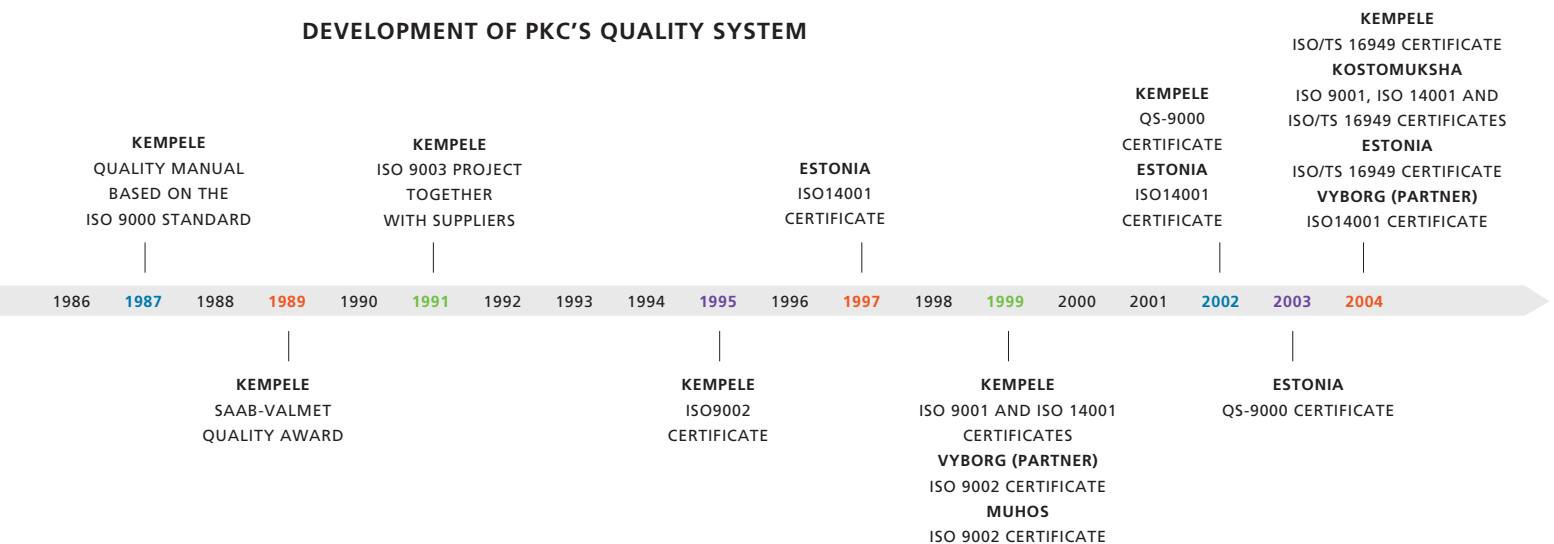 DEVELOPMENT OF PKC'S QUALITY SYSTEM
KEMPELE
QUALITY MANUAL
BASED ON THE
ISO 9000 STANDARD
KEMPELE
ISO 9003 PROJECT
TOGETHER
WITH SUPPLIERS
ESTONIA
ISO14001
CERTIFICATE
KEMPELE
QS-9000
CERTIFICATE
ESTONIA
ISO14001
CERTIFICATE
KEMPELE
ISO/TS 16949 CERTIFICATE
KOSTOMUKSHA
ISO 9001, ISO 14001 AND
ISO/TS 16949 CERTIFICATES
ESTONIA
ISO/TS 16949 CERTIFICATE
VYBORG (PARTNER)
ISO14001 CERTIFICATE
1986 1987 1988 1989 1990 1991 1992 1993 1994 1995 1996 1997 1998 1999 2000 2001 2002 2003 2004
KEMPELE
SAAB-VALMET
QUALITY AWARD
KEMPELE
ISO9002
CERTIFICATE
KEMPELE
ISO 9001 AND ISO 14001
CERTIFICATES
VYBORG (PARTNER)
ISO 9002 CERTIFICATE
MUHOS
ISO 9002 CERTIFICATE
ESTONIA
QS-9000 CERTIFICATE